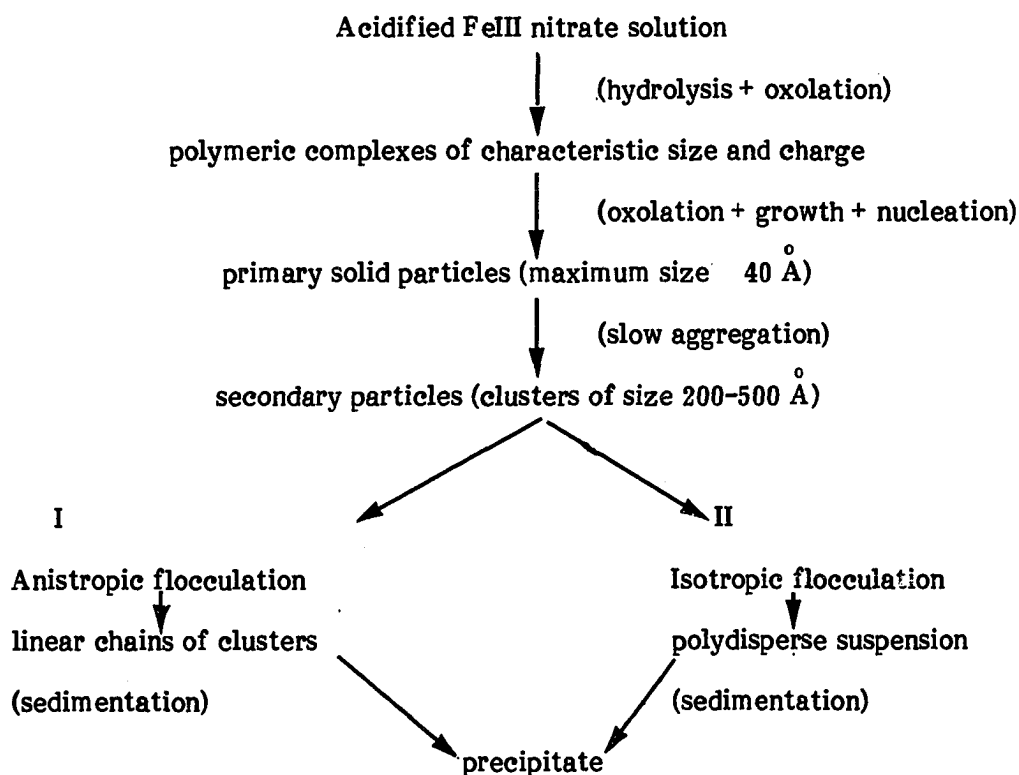 Acidified FeIII nitrate solution
(hydrolysis + oxolation)
polymeric complexes of characteristic size and charge
(oxolation + growth + nucleation)
primary solid particles (maximum size 40 Å)
(slow aggregation)
secondary particles (clusters of size 200-500 Å)
I
II
Anistropic flocculation
Isotropic flocculation
linear chains of clusters
polydisperse suspension
(sedimentation)
(sedimentation)
precipitate